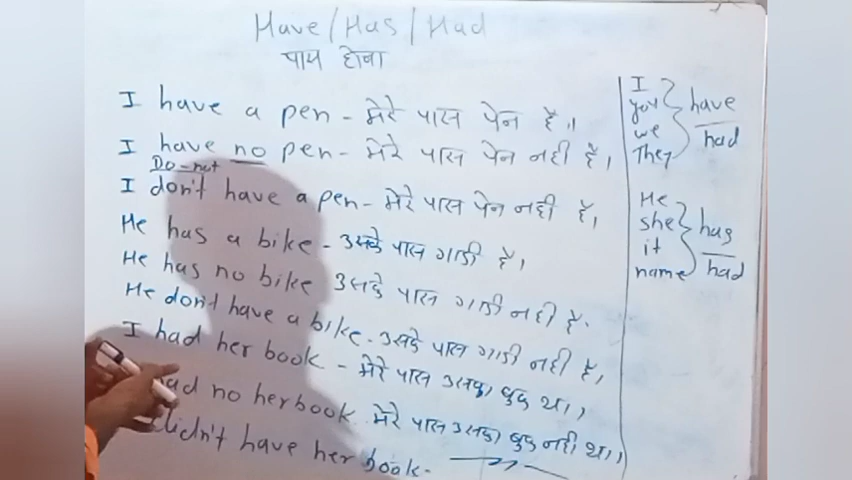 Have/Has/Had
पास होना
I have a pen - मेरे पास पेन है।
I have no pen - मेरे पास पेन नही है।
Do-not
I don't have a pen - मेरे पास पेन नही है,
He has a bike - उसके पास गाडी है।
He has no bike उसके पास गाडी नही है.
He don't have a bike. उसके पास गाडी नही है,
I had her book - मेरे पास उसका बुक था।,
had no her book. मेरे पास उसका बुक नही था।,
didn't have her book.
I
you
we
They
have
had
He
she
it
name
has
had